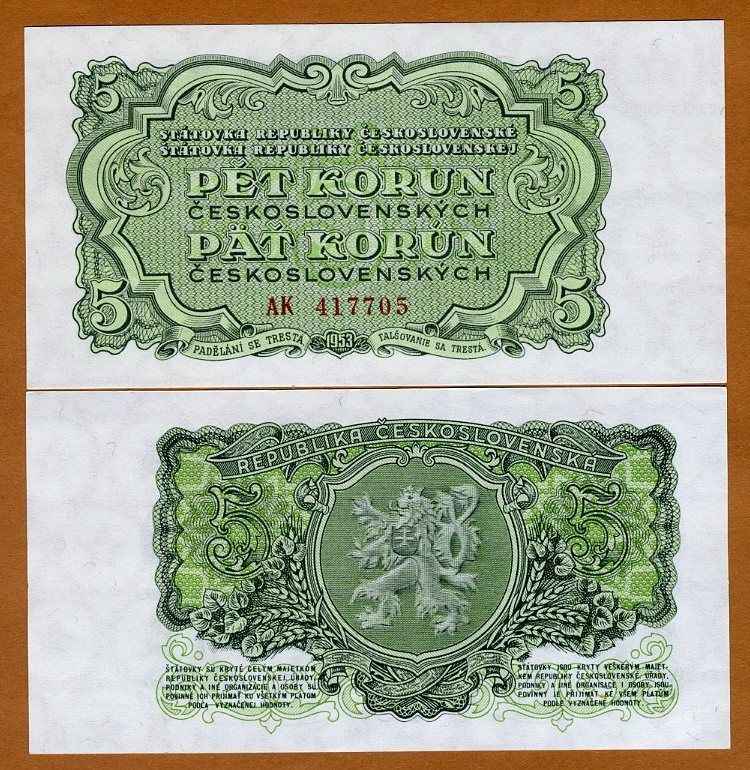 5 5
STÁTOVKA REPUBLIKY ČESKOSLOVENSKÉ
ŠTÁTOVKA REPUBLIKY ČESKOSLOVENSKEJ
PĚT KORUN
ČESKOSLOVENSKÝCH
PÄŤ KORÚN
ČESKOSLOVENSKÝCH
5 5
AK 417705
PADĚLÁNÍ SE TRESTÁ 1953 FALŠOVANIE SA TRESTÁ.
REPUBLIKA ČESKOSLOVENSKÁ
5 5
ŠTÁTOVKY SÚ KRYTÉ CELÝM MAJETKOM
REPUBLIKY ČESKOSLOVENSKEJ. ÚRADY,
PODNIKY A INÉ ORGANIZÁCIE A OSOBY SÚ
POVINNÉ ICH PRIJÍMAŤ KU VŠETKÝM PLATOM
PODĽA VYZNAČENEJ HODNOTY.
STÁTOVKY JSOU KRYTY VEŠKERÝM MAJET-
KEM REPUBLIKY ČESKOSLOVENSKÉ. ÚŘADY,
PODNIKY A JINÉ ORGANISACE I OSOBY JSOU
POVINNY JE PŘIJÍMAT KE VŠEM PLATŮM
PODLE VYZNAČENÉ HODNOTY.